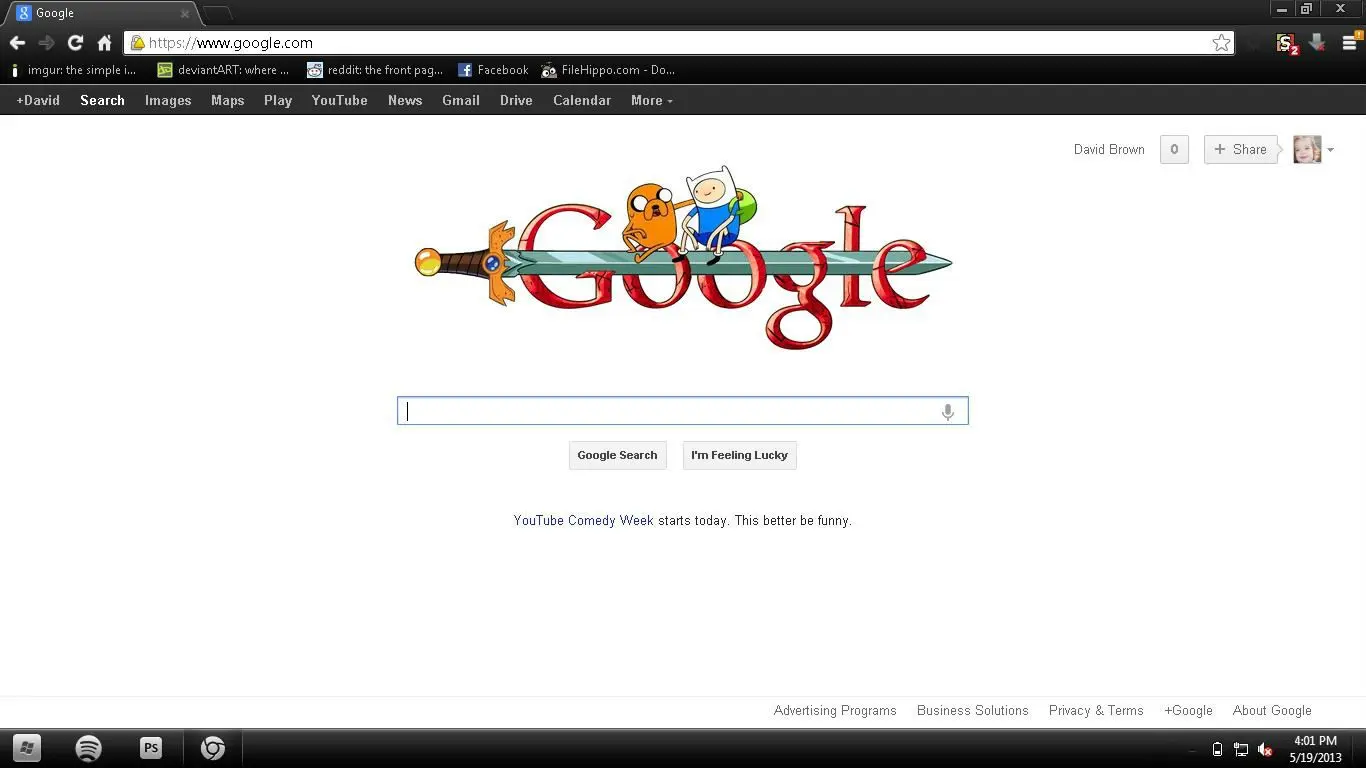 Google
https://www.google.com
imgur: the simple i... deviantART: where ... reddit: the front pag... Facebook FileHippo.com - Do...
+David Search Images Maps Play YouTube News Gmail Drive Calendar More
David Brown 0 + Share
Google
Google Search I'm Feeling Lucky
YouTube Comedy Week starts today. This better be funny.
Advertising Programs Business Solutions Privacy & Terms +Google About Google
PS
4:01 PM
5/19/2013